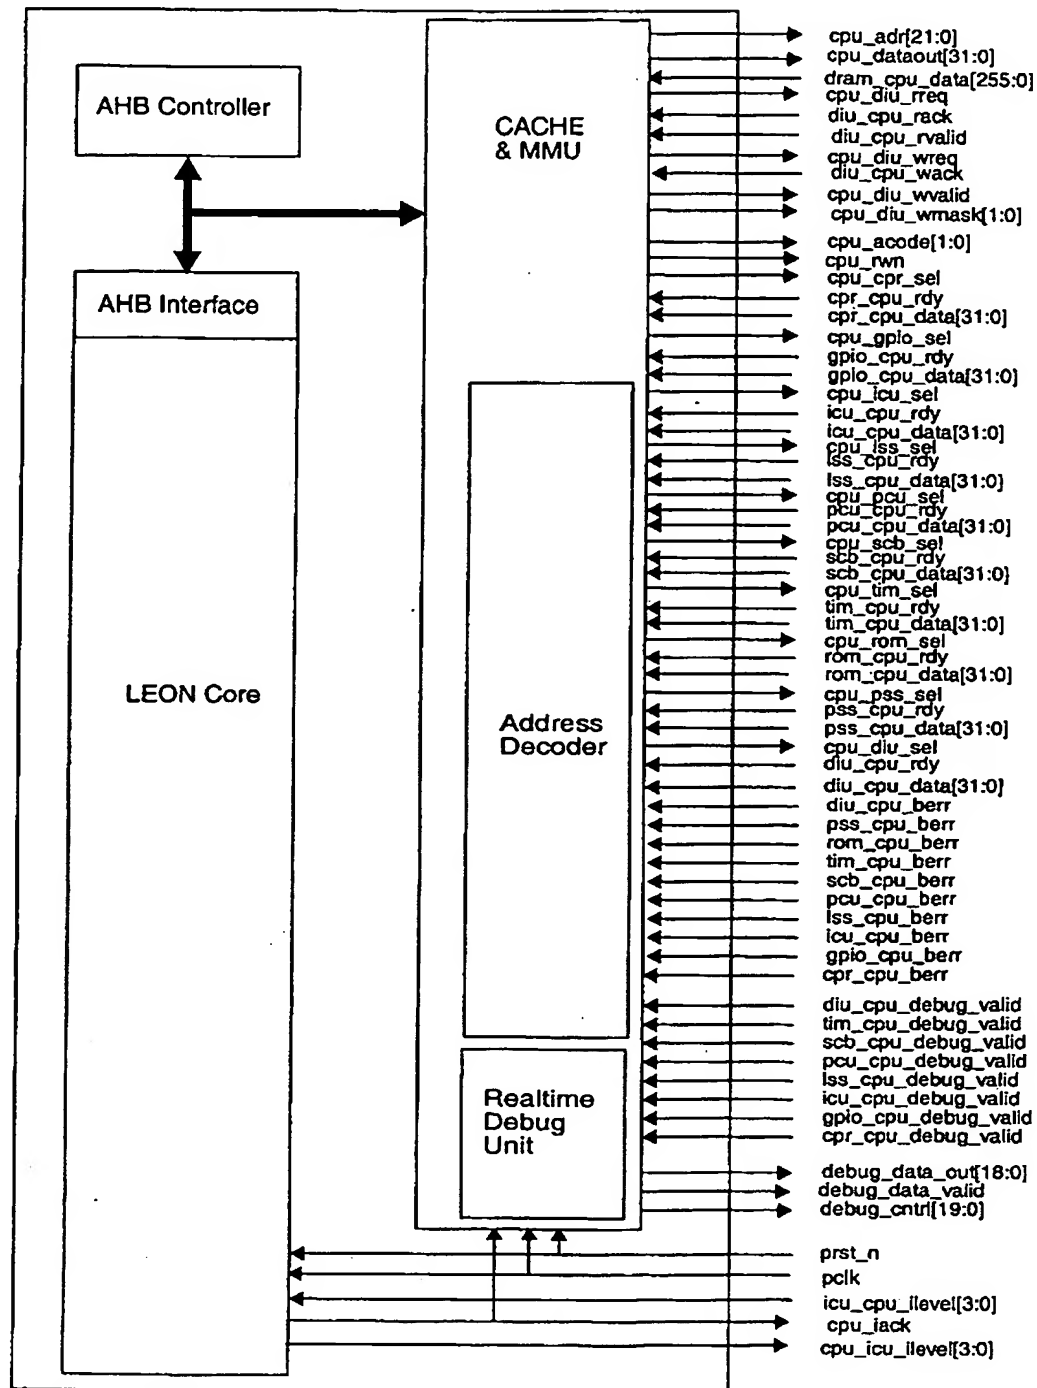 AHB Controller
AHB Interface
LEON Core
CACHE
& MMU
Address
Decoder
Realtime
Debug
Unit
cpu_adr[21:0]
cpu_dataout[31:0]
dram_cpu_data[255:0]
cpu_diu_rreq
diu_cpu_rack
diu_cpu_rvalid
cpu_diu_wreq
diu_cpu_wack
cpu_diu_wvalid
cpu_diu_wmask[1:0]
cpu_acode[1:0]
cpu_rwn
cpu_cpr_sel
cpr_cpu_rdy
cpr_cpu_data[31:0]
cpu_gpio_sel
gpio_cpu_rdy
gpio_cpu_data[31:0]
cpu_icu_sel
icu_cpu_rdy
icu_cpu_data[31:0]
cpu_lss_sel
lss_cpu_rdy
lss_cpu_data[31:0]
cpu_pcu_sel
pcu_cpu_rdy
pcu_cpu_data[31:0]
cpu_scb_sel
scb_cpu_rdy
scb_cpu_data[31:0]
cpu_tim_sel
tim_cpu_rdy
tim_cpu_data[31:0]
cpu_rom_sel
rom_cpu_rdy
rom_cpu_data[31:0]
cpu_pss_sel
pss_cpu_rdy
pss_cpu_data[31:0]
cpu_diu_sel
diu_cpu_rdy
diu_cpu_data[31:0]
diu_cpu_berr
pss_cpu_berr
rom_cpu_berr
tim_cpu_berr
scb_cpu_berr
pcu_cpu_berr
lss_cpu_berr
icu_cpu_berr
gpio_cpu_berr
cpr_cpu_berr
diu_cpu_debug_valid
tim_cpu_debug_valid
scb_cpu_debug_valid
pcu_cpu_debug_valid
lss_cpu_debug_valid
icu_cpu_debug_valid
gpio_cpu_debug_valid
cpr_cpu_debug_valid
debug_data_out[18:0]
debug_data_valid
debug_cntrl[19:0]
prst_n
pclk
icu_cpu_ilevel[3:0]
cpu_iack
cpu_icu_ilevel[3:0]